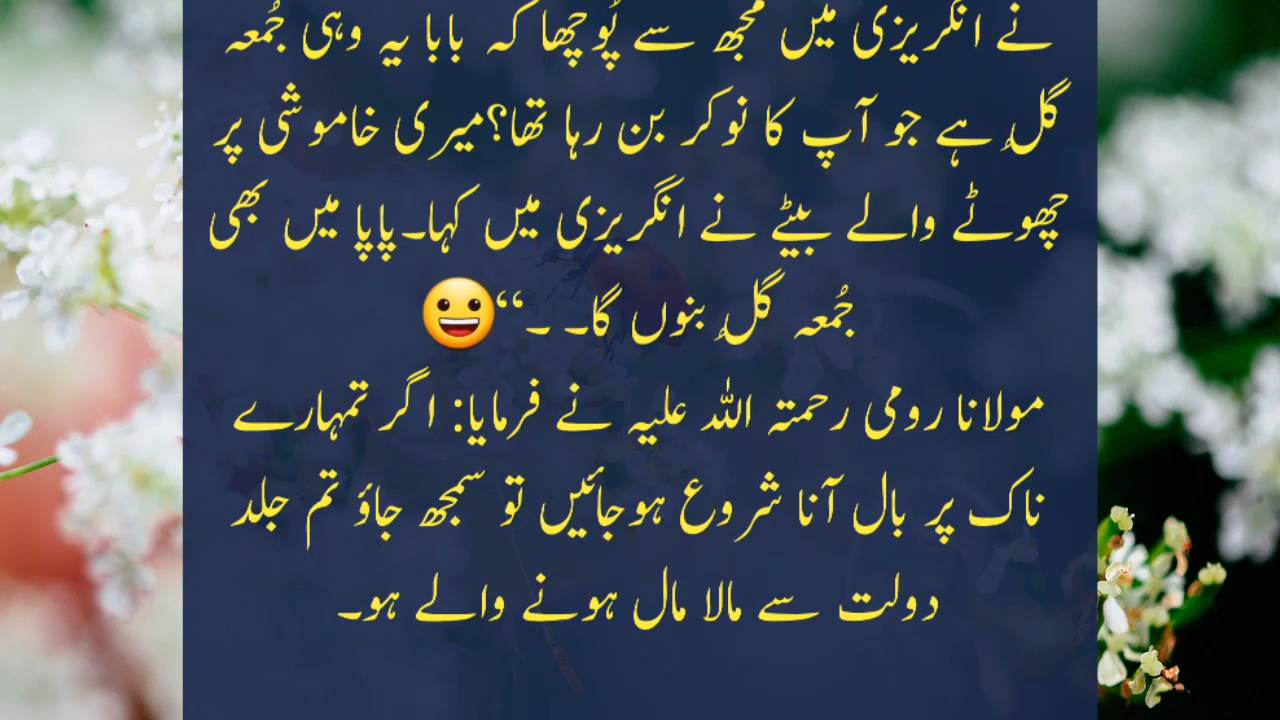 نے انگریزی میں مُجھ سے پُوچھا کہ بابا یہ وہی جُمعہ
گلُ ہے جو آپ کا نوکر بن رہا تھا؟میری خاموشی پر
چھوٹے والے بیٹے نے انگریزی میں کہا۔پاپا میں بھی
جُمعہ گلُ بنوں گا۔ ۔“😀
مولانا رومی رحمتہ اللہ علیہ نے فرمایا: اگر تمہارے
ناک پر بال آنا شروع ہوجائیں تو سمجھ جاؤ تم جلد
دولت سے مالا مال ہونے والے ہو۔